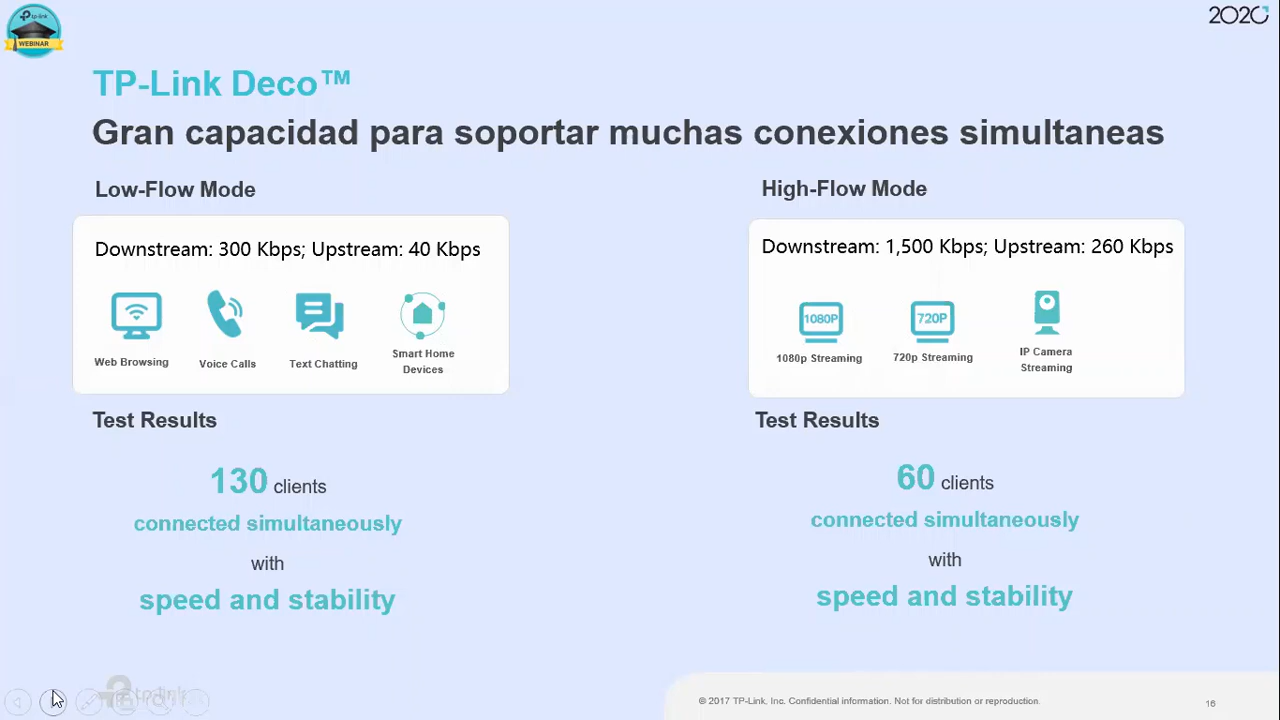 tp-link
WEBINAR
2020
TP-Link Deco™
Gran capacidad para soportar muchas conexiones simultaneas
Low-Flow Mode
Downstream: 300 Kbps; Upstream: 40 Kbps
Web Browsing
Voice Calls
Text Chatting
Smart Home
Devices
Test Results
130 clients
connected simultaneously
with
speed and stability
High-Flow Mode
Downstream: 1,500 Kbps; Upstream: 260 Kbps
1080P
720P
1080p Streaming
720p Streaming
IP Camera
Streaming
Test Results
60 clients
connected simultaneously
with
speed and stability
tp-link
© 2017 TP-Link, Inc. Confidential information. Not for distribution or reproduction.
16